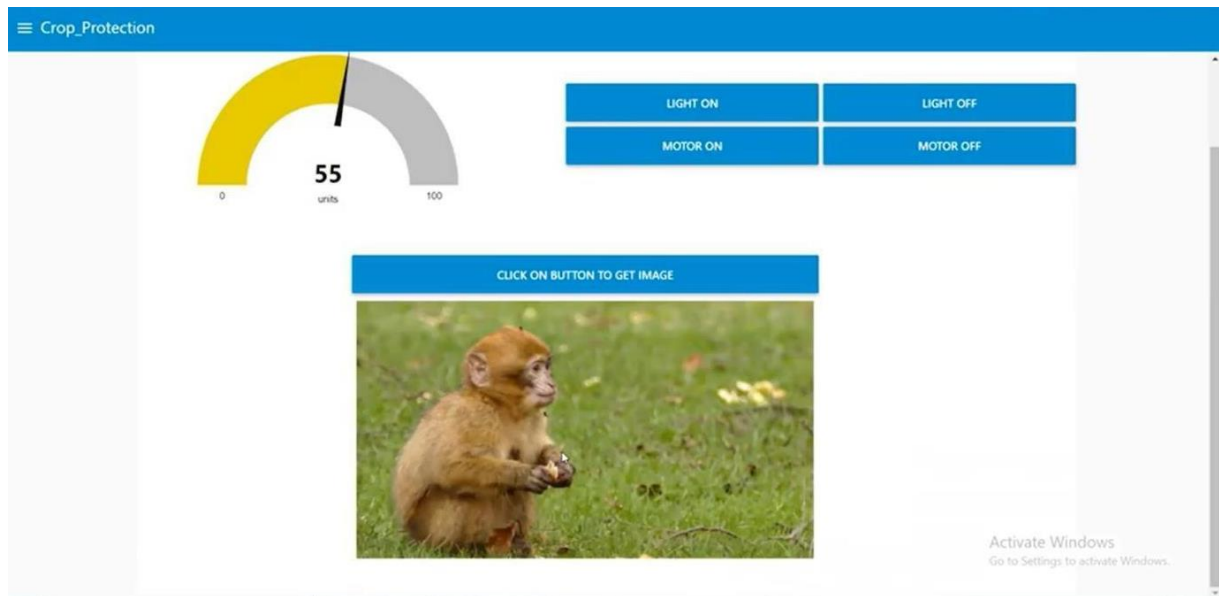 Crop_Protection
LIGHT ON
LIGHT OFF
MOTOR ON
MOTOR OFF
55
0
units
100
CLICK ON BUTTON TO GET IMAGE
Activate Windows
Go to Settings to activate Windows.